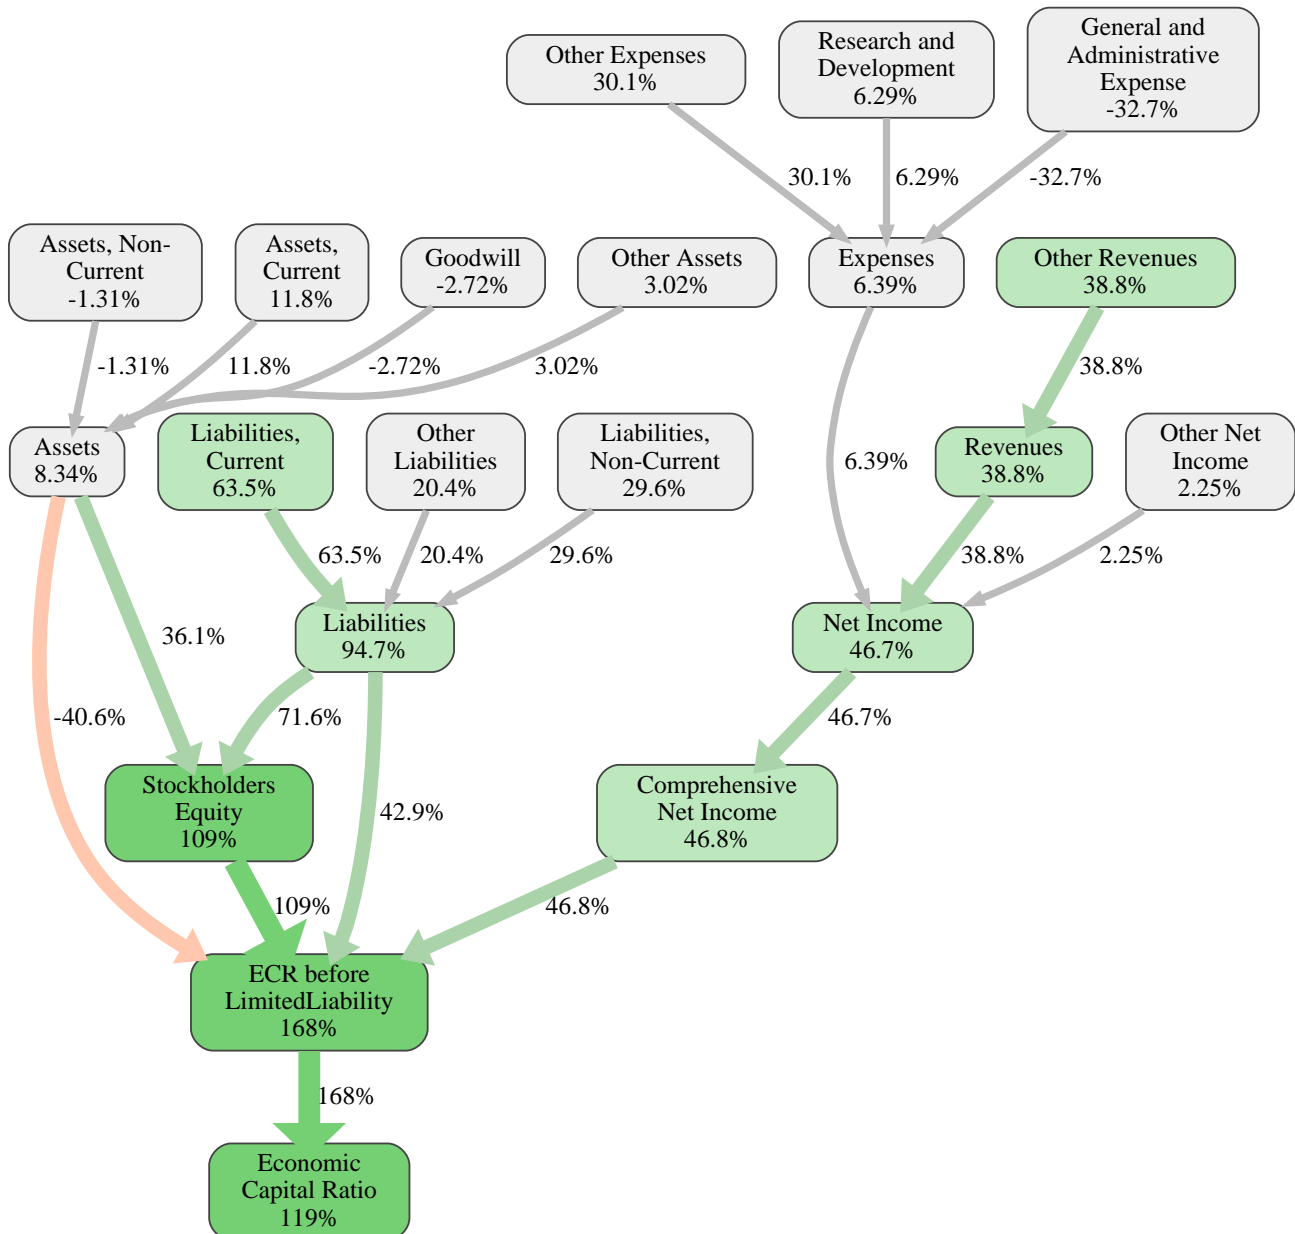 Other Expenses
30.1%
Research and
Development
6.29%
General and
Administrative
Expense
-32.7%
30.1%
6.29%
-32.7%
Assets, Non-
Current
-1.31%
Assets,
Current
11.8%
Goodwill
-2.72%
Other Assets
3.02%
Expenses
6.39%
Other Revenues
38.8%
-1.31%
11.8%
-2.72%
3.02%
38.8%
Assets
8.34%
Liabilities,
Current
63.5%
Other
Liabilities
20.4%
Liabilities,
Non-Current
29.6%
6.39%
Revenues
38.8%
Other Net
Income
2.25%
63.5%
20.4%
29.6%
38.8%
2.25%
36.1%
Liabilities
94.7%
Net Income
46.7%
-40.6%
71.6%
46.7%
Stockholders
Equity
109%
42.9%
Comprehensive
Net Income
46.8%
109%
46.8%
ECR before
LimitedLiability
168%
168%
Economic
Capital Ratio
119%